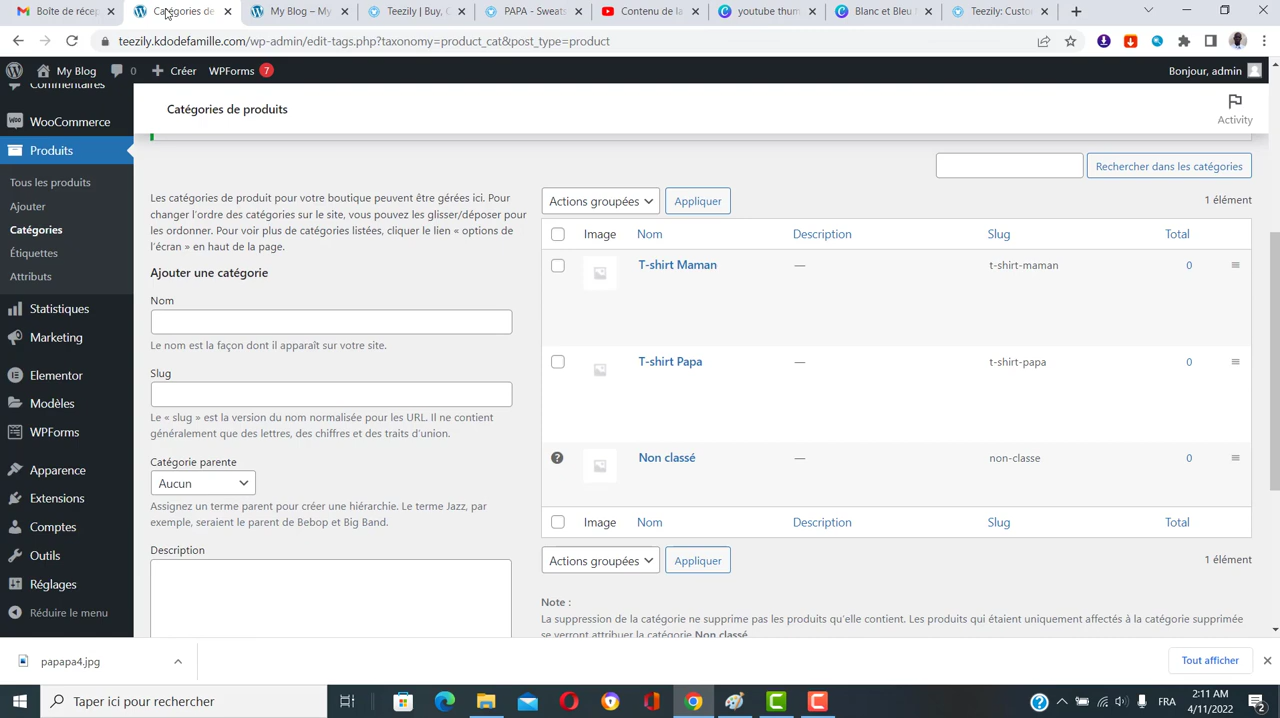 Boîte de récep
Catégories de
My Blog – My
Teezily | Buy, C
PAPA - Sweats
Contenu de la
youtube thum
Blanc et Bleu M
Teezily: Custo
teezily.kdodefamille.com/wp-admin/edit-tags.php?taxonomy=product_cat&post_type=product
My Blog
0
Créer
WPForms 7
Bonjour, admin
Commentaires
WooCommerce
Produits
Tous les produits
Ajouter
Catégories
Étiquettes
Attributs
Statistiques
Marketing
Elementor
Modèles
WPForms
Apparence
Extensions
Comptes
Outils
Réglages
Réduire le menu
Catégories de produits
Activity
Rechercher dans les catégories
Les catégories de produit pour votre boutique peuvent être gérées ici. Pour
changer l'ordre des catégories sur le site, vous pouvez les glisser/déposer pour
les ordonner. Pour voir plus de catégories listées, cliquer le lien « options de
l'écran » en haut de la page.
Ajouter une catégorie
Nom
Le nom est la façon dont il apparaît sur votre site.
Slug
Le « slug » est la version du nom normalisée pour les URL. Il ne contient
généralement que des lettres, des chiffres et des traits d'union.
Catégorie parente
Aucun
Assignez un terme parent pour créer une hiérarchie. Le terme Jazz, par
exemple, seraient le parent de Bebop et Big Band.
Description
Actions groupées
Appliquer
1 élément
Image Nom Description Slug Total
T-shirt Maman — t-shirt-maman 0
T-shirt Papa — t-shirt-papa 0
Non classé — non-classe 0
Image Nom Description Slug Total
Actions groupées
Appliquer
1 élément
Note :
La suppression de la catégorie ne supprime pas les produits qu'elle contient. Les produits qui étaient uniquement affectés à la catégorie supprimée
se verront attribuer la catégorie Non classé.
papapa4.jpg
Tout afficher
Taper ici pour rechercher
FRA
2:11 AM
4/11/2022
2